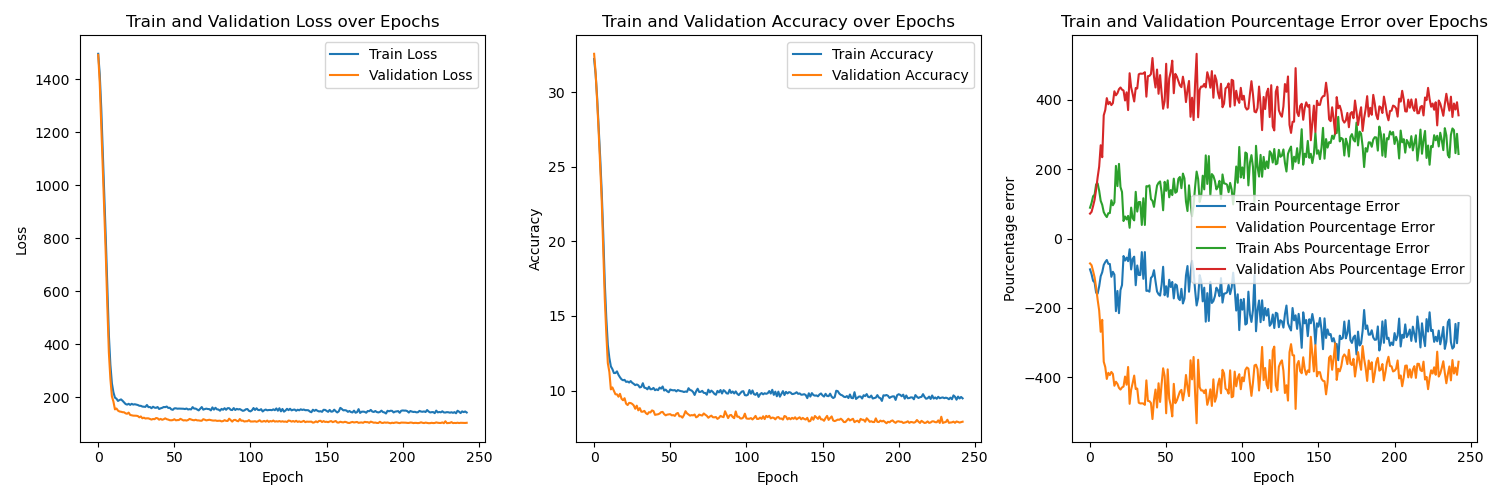 Train and Validation Loss over Epochs
Loss
1400
1200
1000
800
600
400
200
0
50
100
150
200
250
Epoch
Train Loss
Validation Loss
Train and Validation Accuracy over Epochs
Accuracy
30
25
20
15
10
0
50
100
150
200
250
Epoch
Train Accuracy
Validation Accuracy
Train and Validation Pourcentage Error over Epochs
Pourcentage error
400
200
0
−200
−400
0
50
100
150
200
250
Epoch
Train Pourcentage Error
Validation Pourcentage Error
Train Abs Pourcentage Error
Validation Abs Pourcentage Error